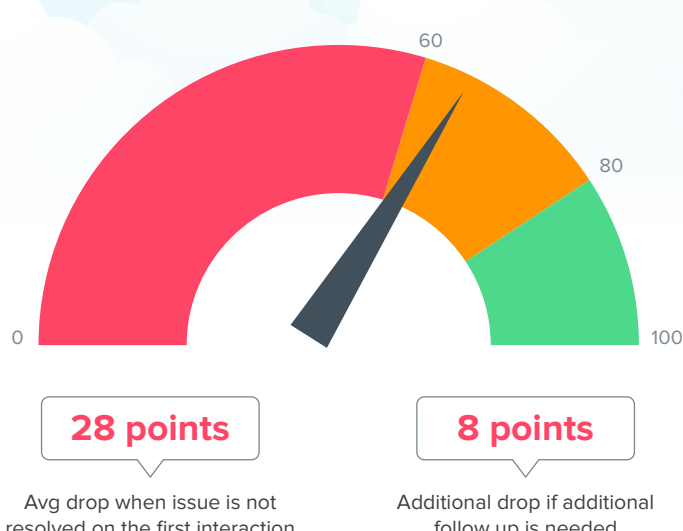 60
80
0
100
28 points
8 points
Avg drop when issue is not
resolved on the first interaction
Additional drop if additional
follow up is needed